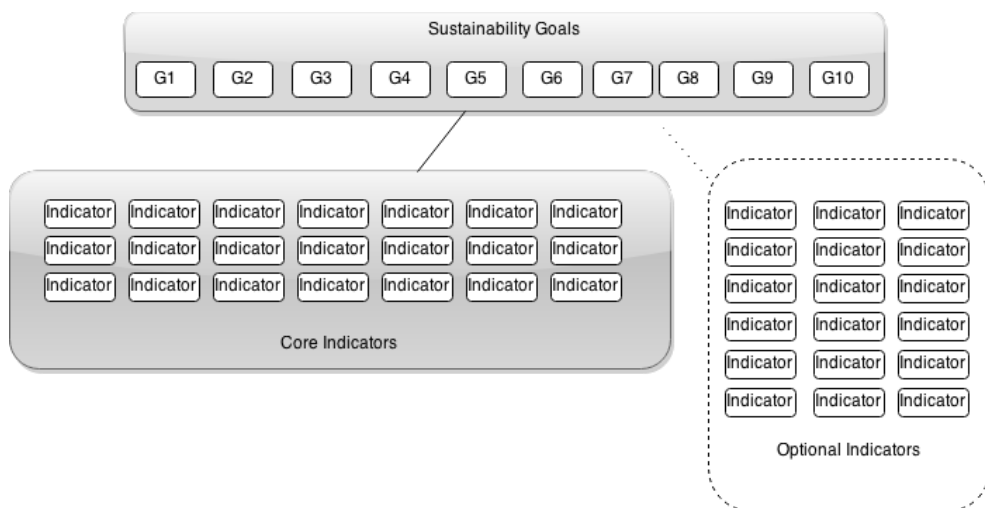 Sustainability Goals
G1 G2 G3 G4 G5 G6 G7 G8 G9 G10
Indicator Indicator Indicator Indicator Indicator Indicator Indicator
Indicator Indicator Indicator Indicator Indicator Indicator Indicator
Indicator Indicator Indicator Indicator Indicator Indicator Indicator
Core Indicators
Indicator Indicator Indicator
Indicator Indicator Indicator
Indicator Indicator Indicator
Indicator Indicator Indicator
Indicator Indicator Indicator
Indicator Indicator Indicator
Optional Indicators